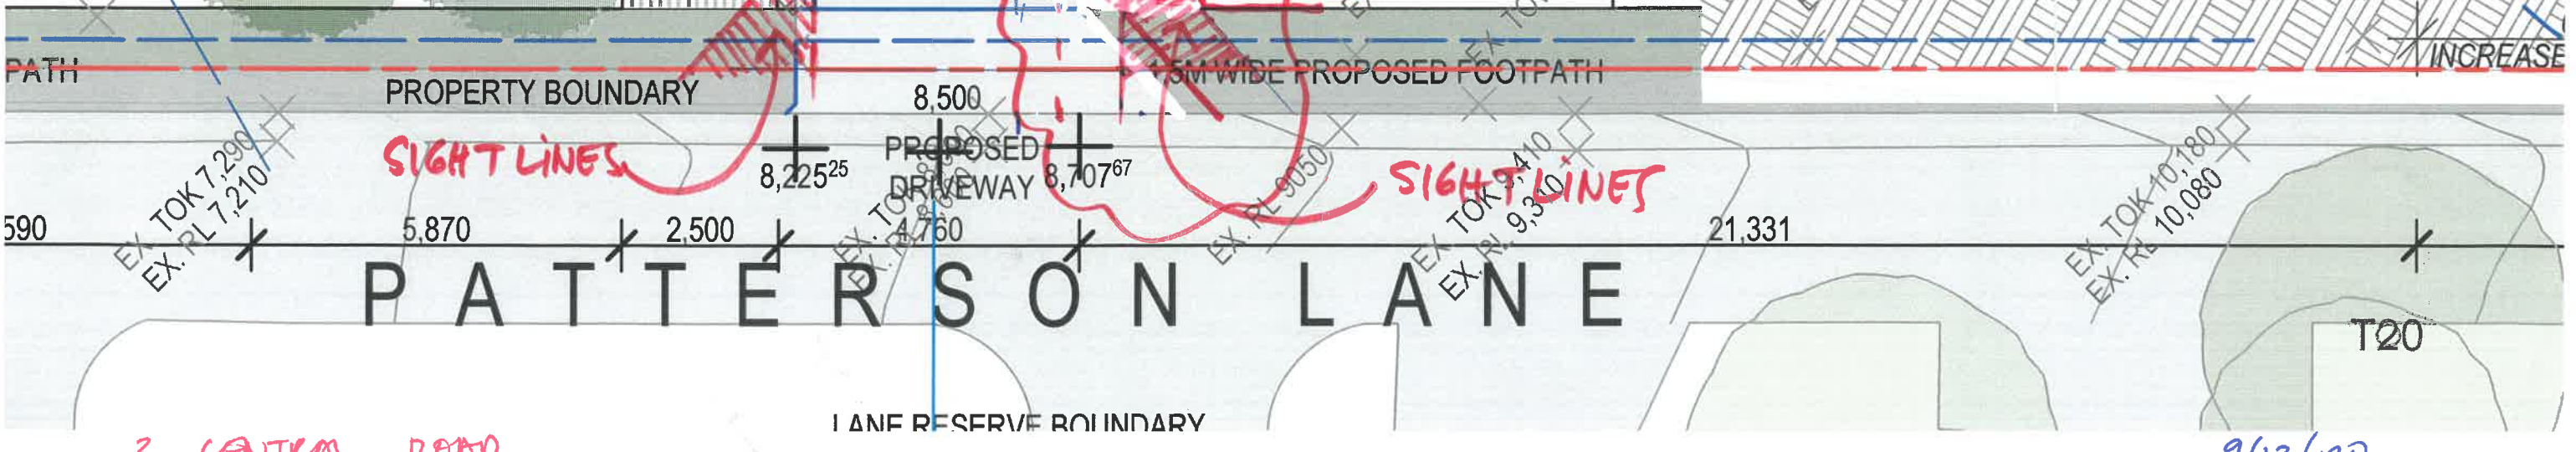 PATH
PROPERTY BOUNDARY
1.5M WIDE PROPOSED FOOTPATH
INCREASE
8,500
SIGHT LINES
PROPOSED
DRIVEWAY
8,225²⁵
8,707⁶⁷
SIGHT LINES
EX. TOK 7,290
EX. RL 7,210
EX. RL 9050
EX. TOK 9,410
EX. RL 9,310
EX. TOK 10,180
EX. RL 10,080
590
5,870
2,500
4,760
21,331
PATTERSON LANE
T20
LANE RESERVE BOUNDARY
ROAD